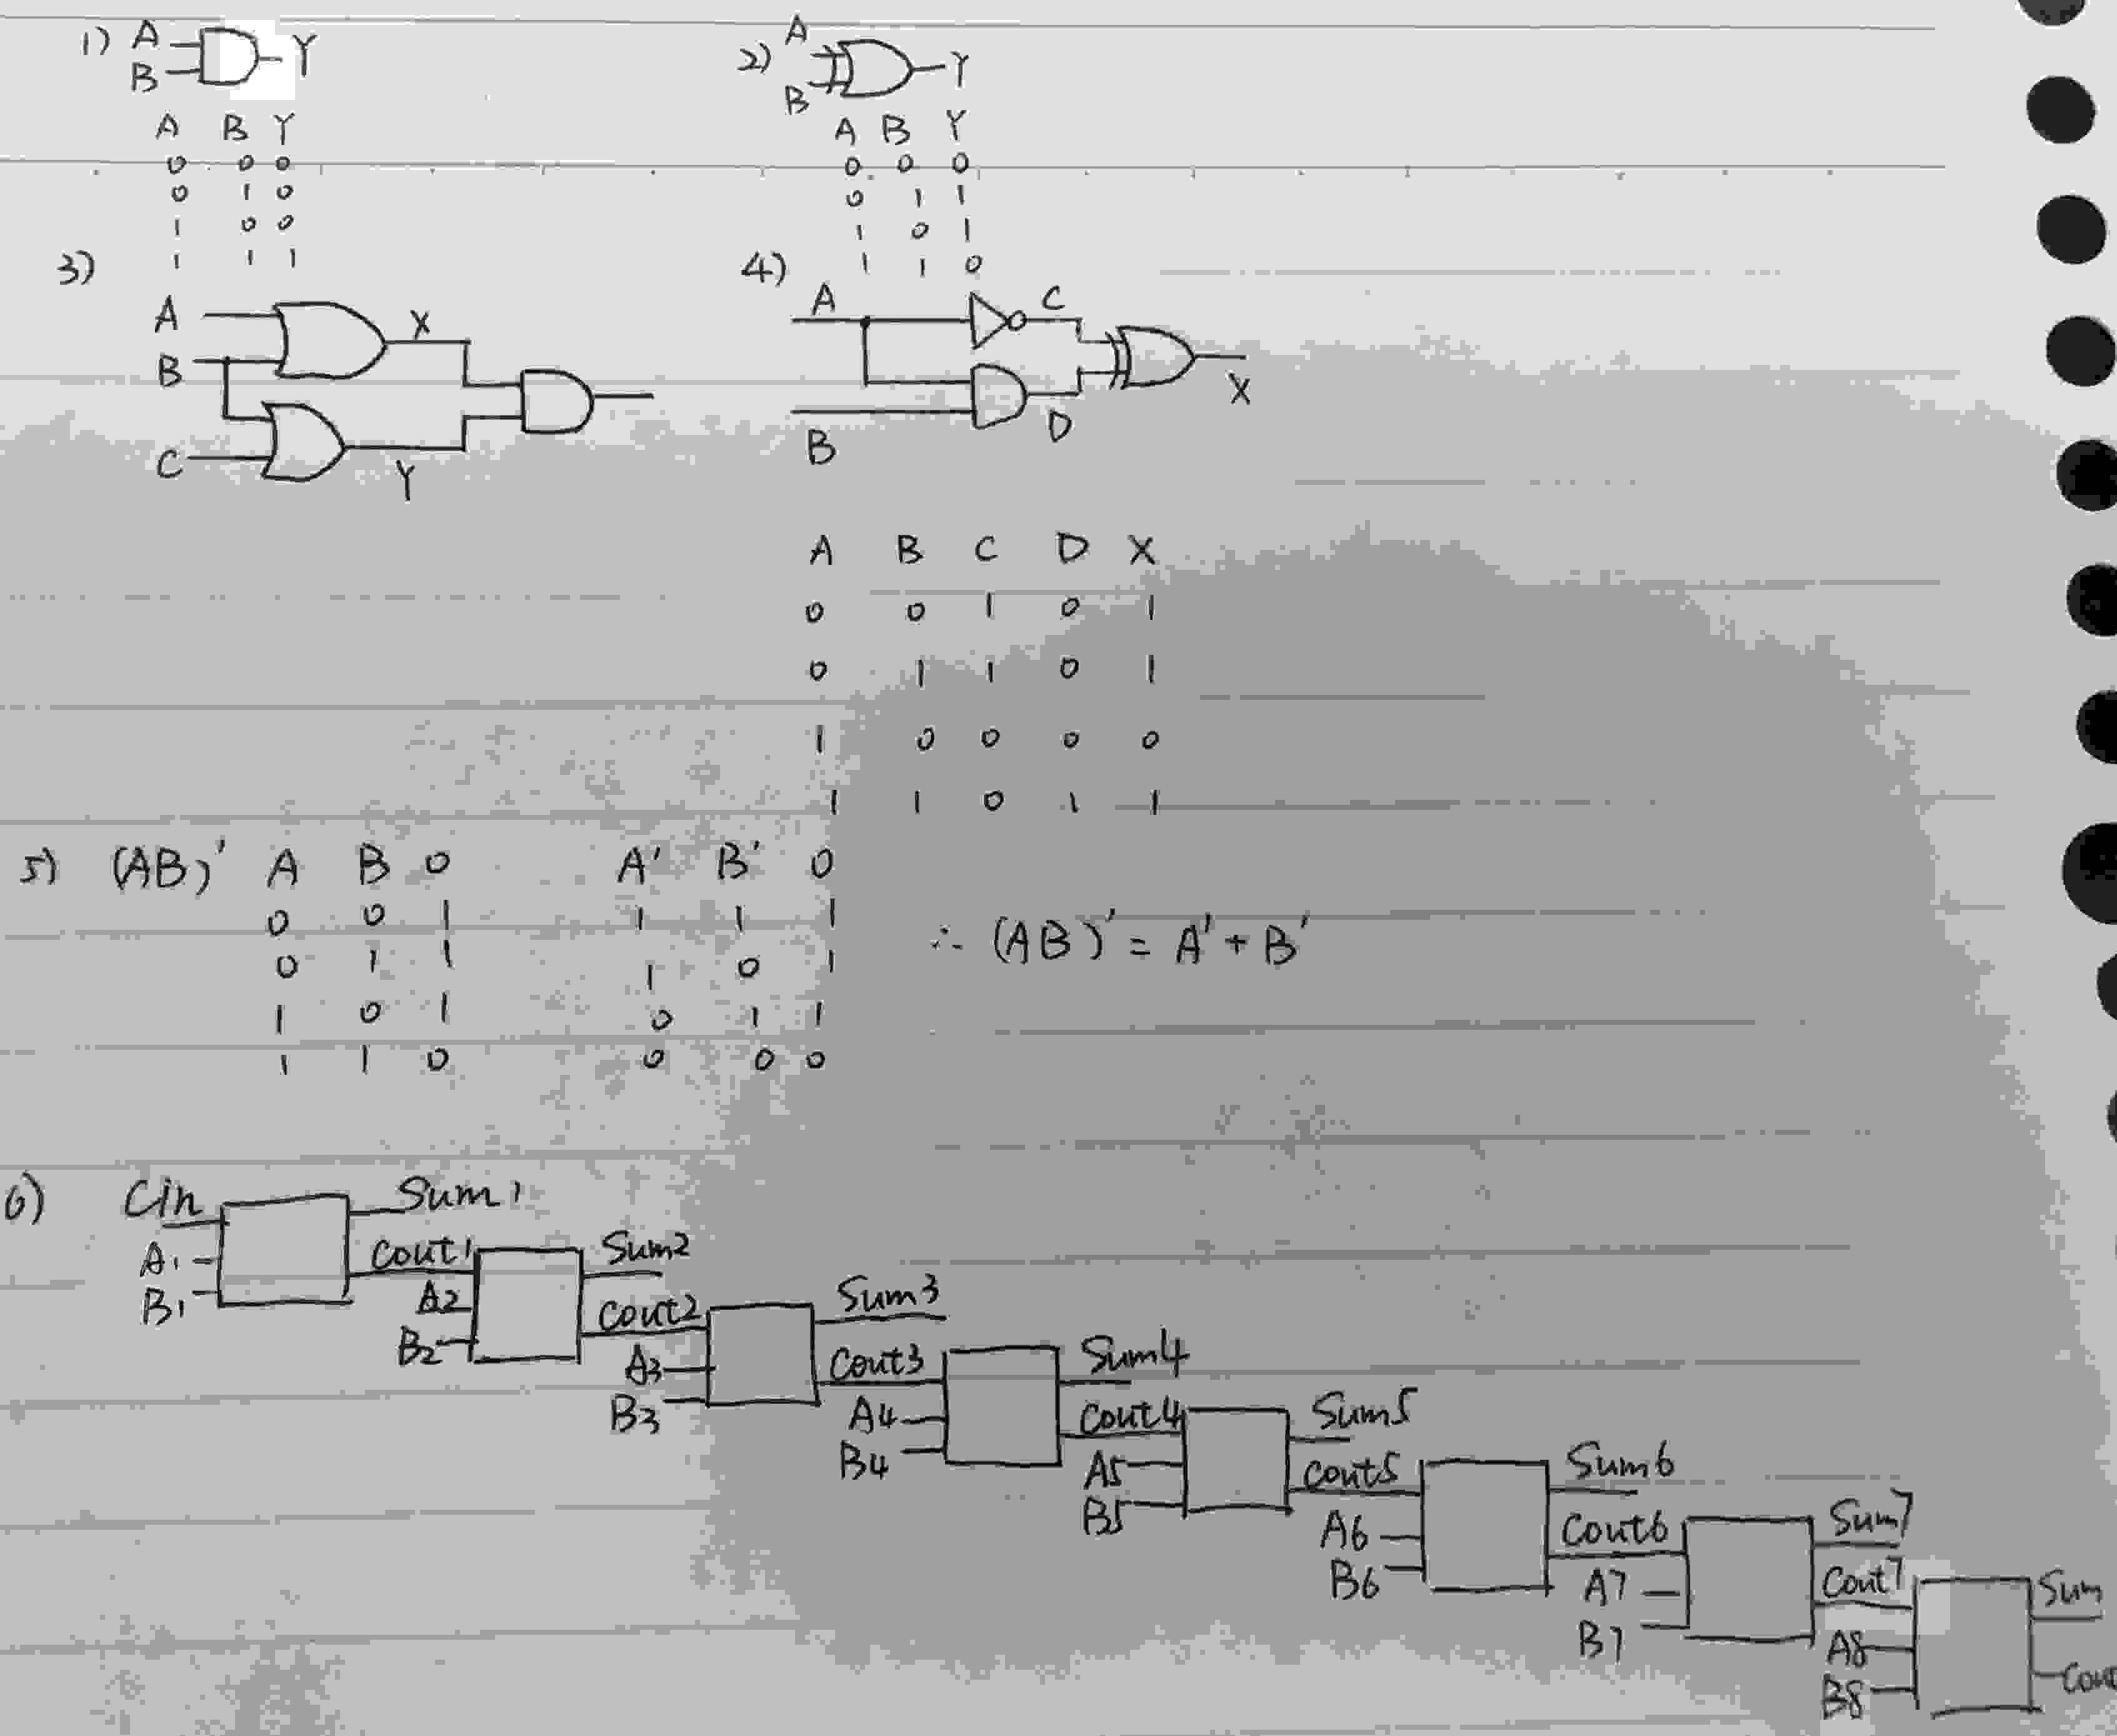 1) A B Y
A B Y
0 0 0
0 1 0
1 0 0
1 1 1
2) A B Y
A B Y
0 0 0
0 1 1
1 0 1
1 1 0
3)
A X
B
C Y
4)
A C
B D X
A B C D X
0 0 1 0 1
0 1 1 0 1
1 0 0 0 0
1 1 0 1 1
5) (AB)' A B 0 A' B' 0
0 0 1 1 1 1
0 1 1 1 0 1
1 0 1 0 1 1
1 1 0 0 0 0
∴ (AB)' = A' + B'
6) Cin Sum1
A1 Cout1
B1
A2 Sum2
B2 Cout2
A3 Sum3
B3 Cout3
A4 Sum4
B4 Cout4
A5 Sum5
B5 Cout5
A6 Sum6
B6 Cout6
A7 Sum7
B7 Cout7
A8 Sum
B8 Cout